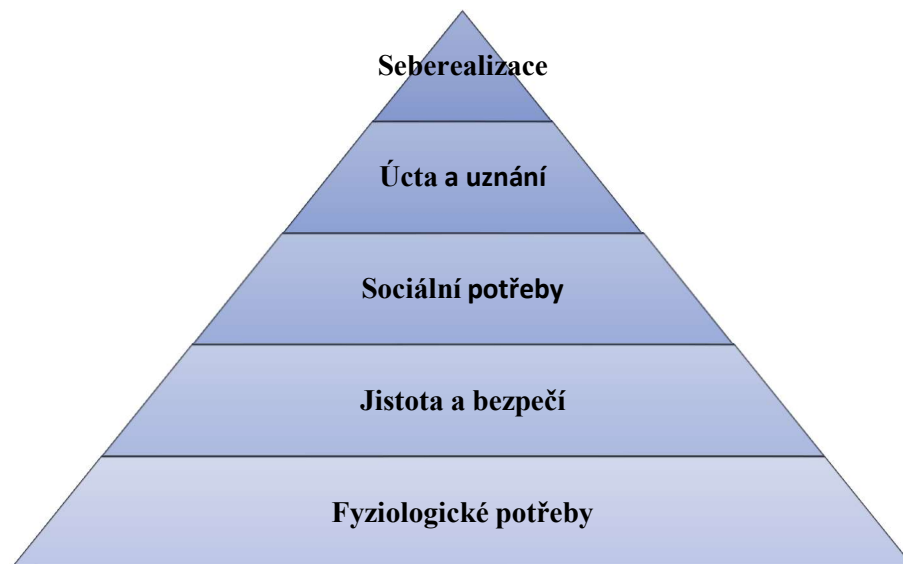 Seberealizace
Úcta a uznání
Sociální potřeby
Jistota a bezpečí
Fyziologické potřeby